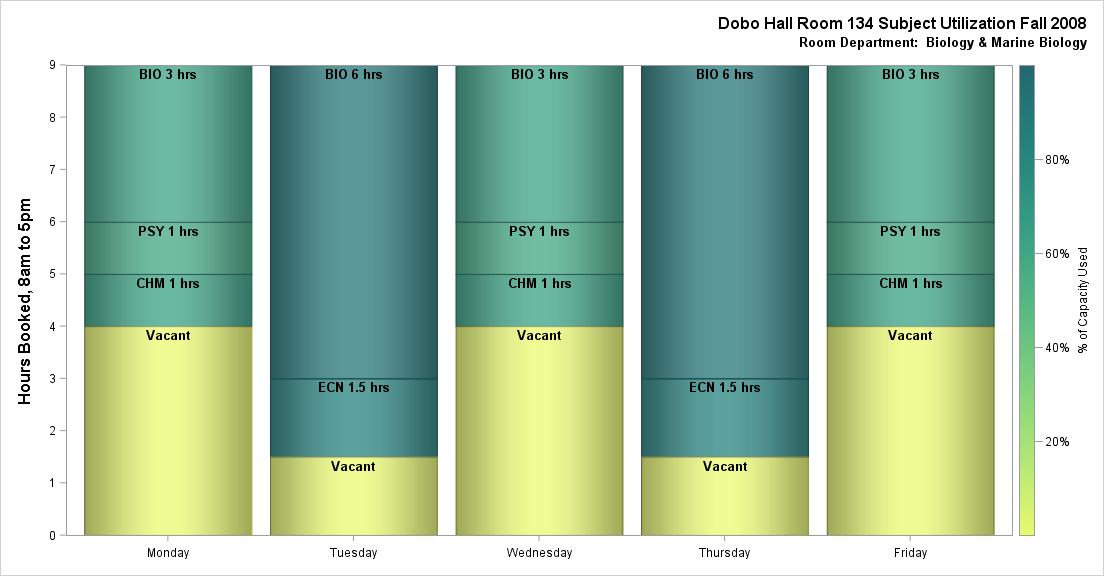 Dobo Hall Room 134 Subject Utilization Fall 2008
Room Department: Biology & Marine Biology
Hours Booked, 8am to 5pm
9
8
7
6
5
4
3
2
1
0
BIO 3 hrs
PSY 1 hrs
CHM 1 hrs
Vacant
BIO 6 hrs
ECN 1.5 hrs
Vacant
BIO 3 hrs
PSY 1 hrs
CHM 1 hrs
Vacant
BIO 6 hrs
ECN 1.5 hrs
Vacant
BIO 3 hrs
PSY 1 hrs
CHM 1 hrs
Vacant
Monday
Tuesday
Wednesday
Thursday
Friday
80%
60%
40%
20%
% of Capacity Used